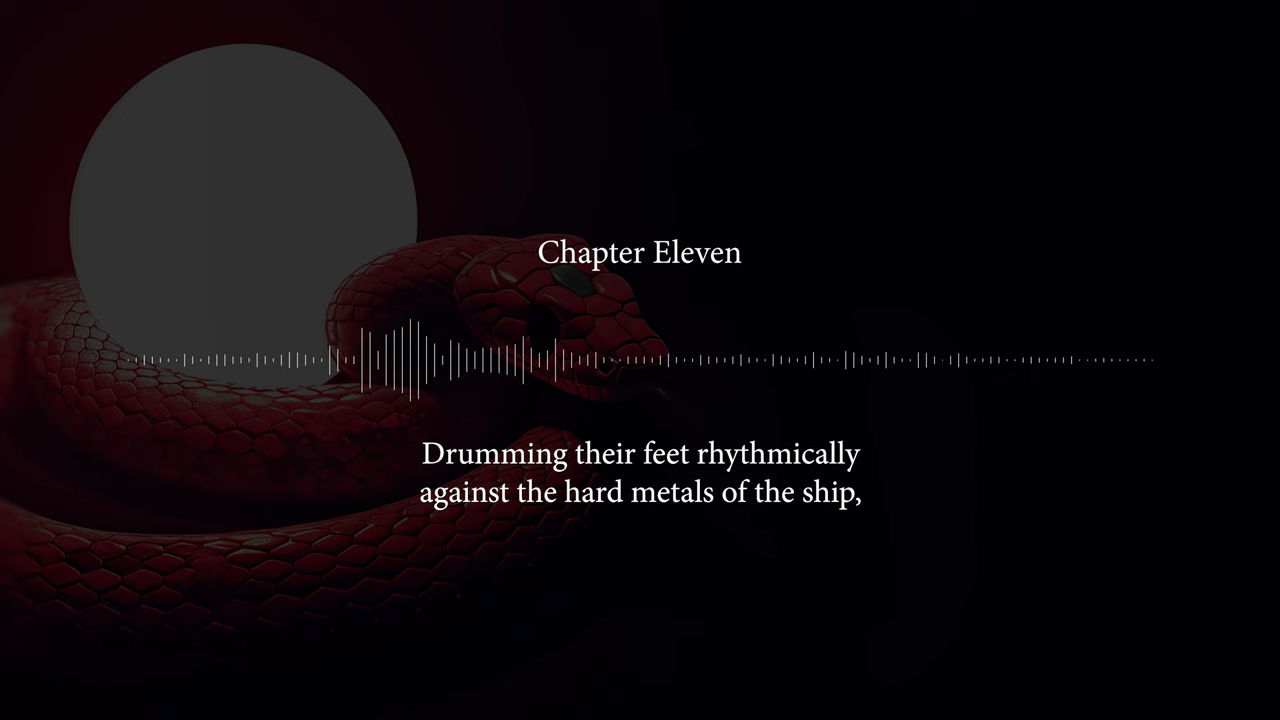 Chapter Eleven
Drumming their feet rhythmically
against the hard metals of the ship,